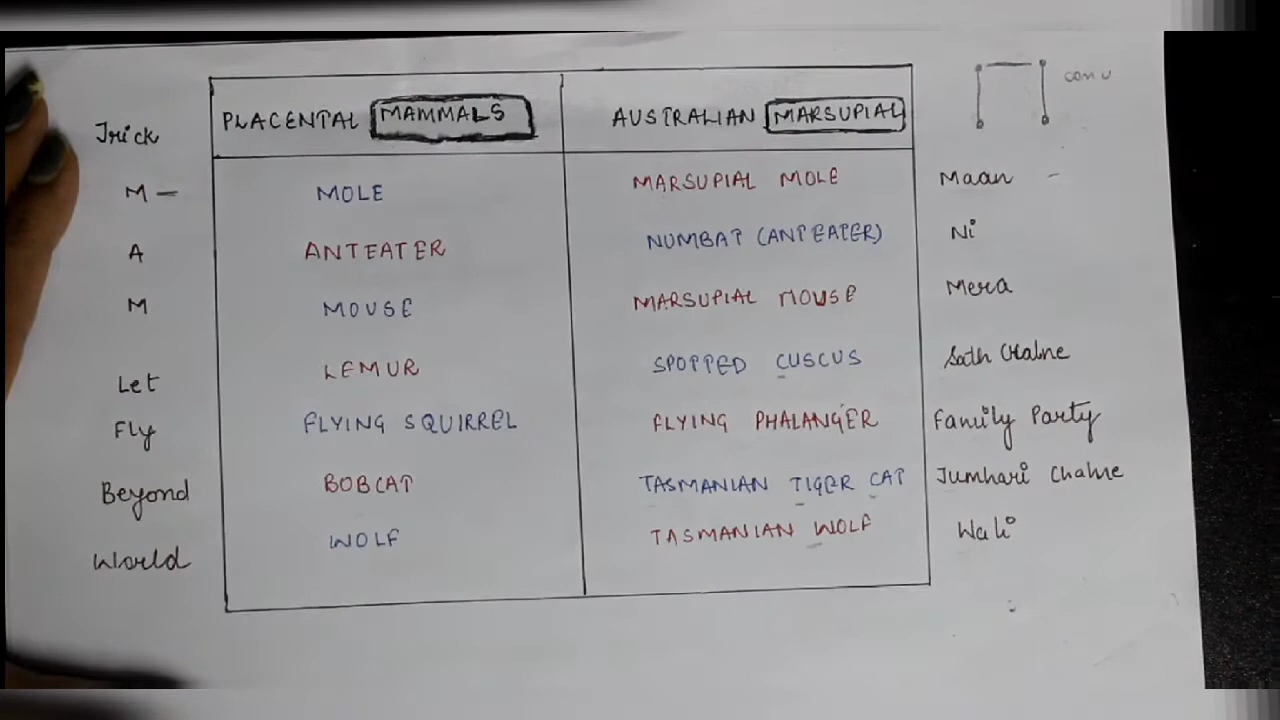 conv
Trick PLACENTAL MAMMALS AUSTRALIAN MARSUPIAL
M — MOLE MARSUPIAL MOLE Maan -
A ANTEATER NUMBAT (ANTEATER) Ni
M MOUSE MARSUPIAL MOUSE Mera
Let LEMUR SPOPPED CUSCUS Sath Chalne
Fly FLYING SQUIRREL FLYING PHALANGER Family Party
Beyond BOBCAT TASMANIAN TIGER CAT Jumhari Chalne
World WOLF TASMANIAN WOLF Wali